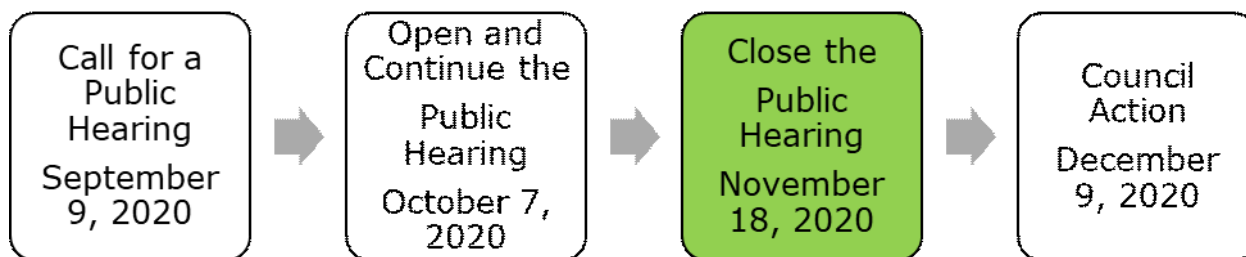 Call for a
Public
Hearing
September
9, 2020
Open and
Continue the
Public
Hearing
October 7,
2020
Close the
Public
Hearing
November
18, 2020
Council
Action
December
9, 2020